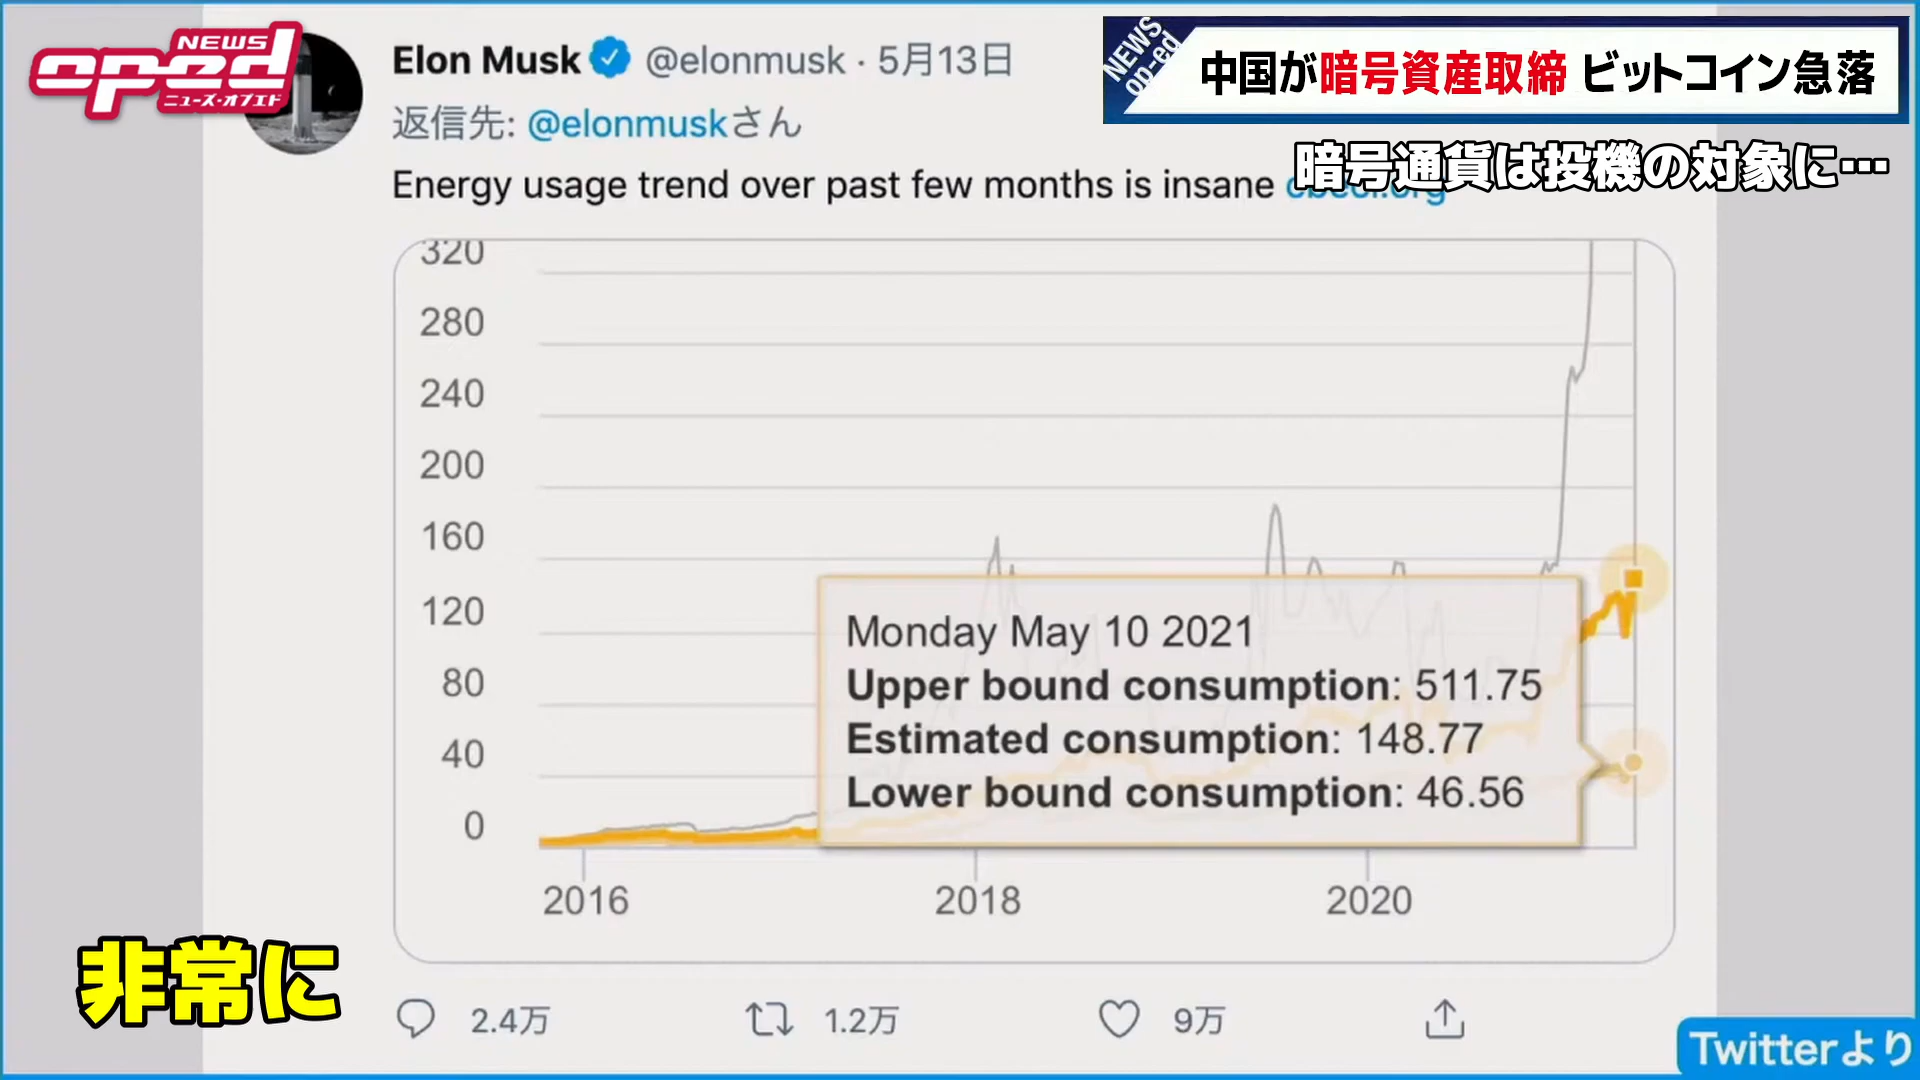 NEWS
oped
ニューズ・オプエド
Elon Musk @elonmusk · 5月13日
返信先: @elonmuskさん
Energy usage trend over past few months is insane cbeci.org
NEWS
op-ed
中国が暗号資産取締 ビットコイン急落
暗号通貨は投機の対象に…
320
280
240
200
160
120
80
40
0
Monday May 10 2021
Upper bound consumption: 511.75
Estimated consumption: 148.77
Lower bound consumption: 46.56
2016
2018
2020
非常に
2.4万
1.2万
9万
Twitterより